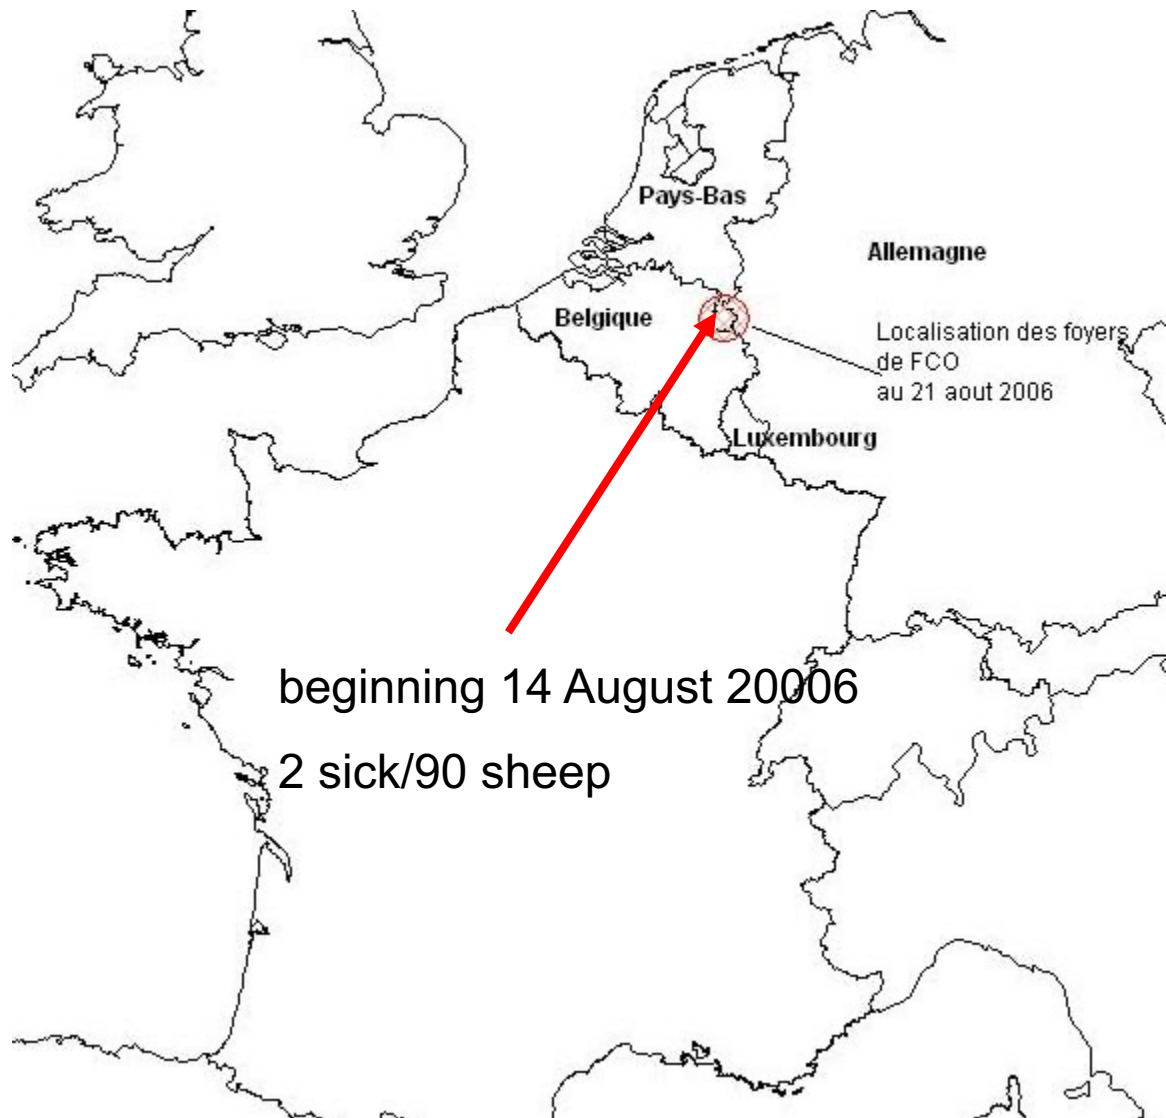 Pays-Bas
Allemagne
Belgique
Localisation des foyers
de FCO
au 21 aout 2006
Luxembourg
beginning 14 August 20006
2 sick/90 sheep